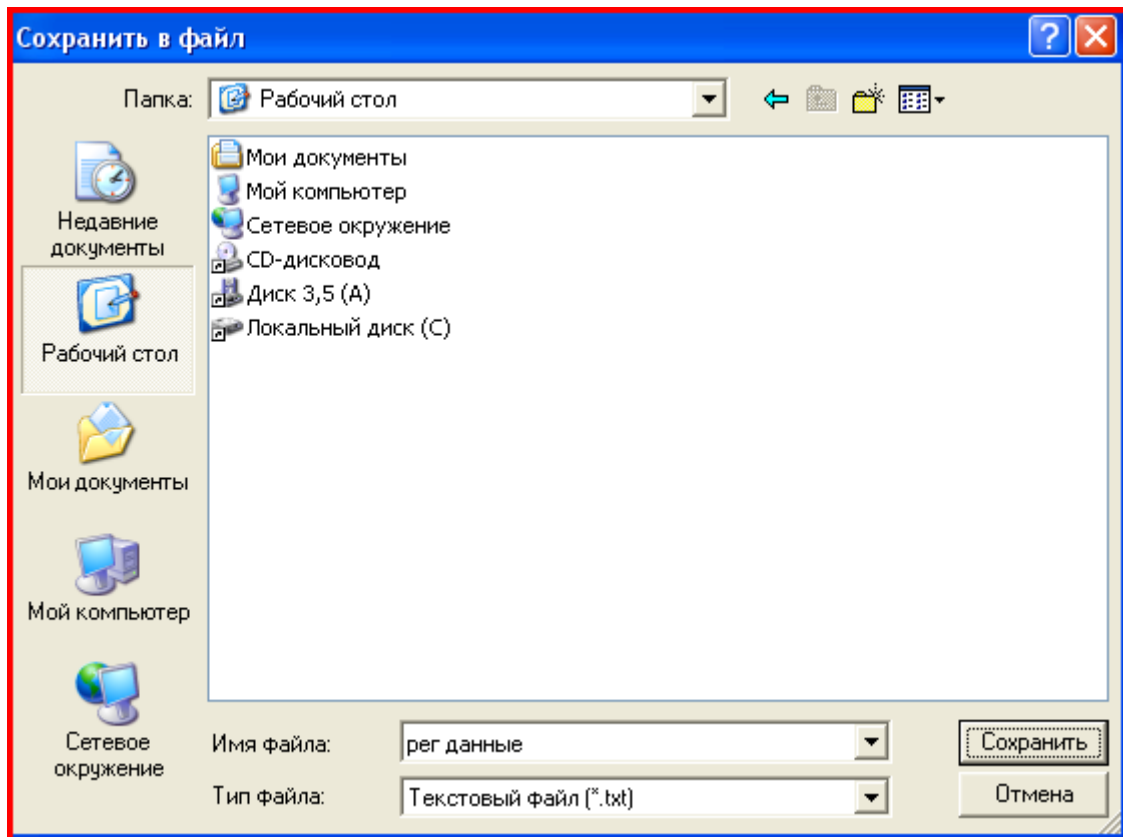 Сохранить в файл
Папка:
Рабочий стол
Недавние
документы
Рабочий стол
Мои документы
Мой компьютер
Сетевое
окружение
Мои документы
Мой компьютер
Сетевое окружение
CD-дисковод
Диск 3,5 (A)
Локальный диск (C)
Имя файла:
рег данные
Сохранить
Тип файла:
Текстовый файл (*.txt)
Отмена